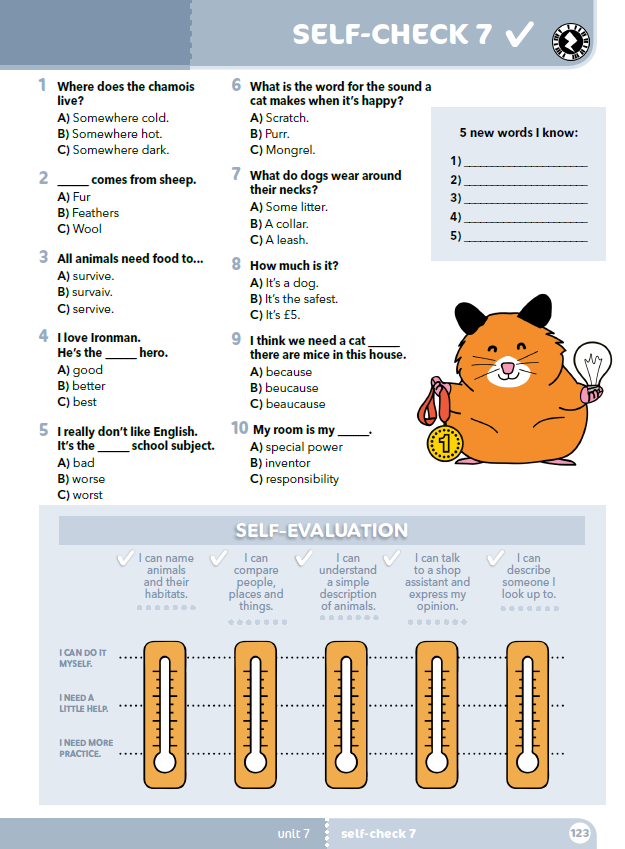 SELF-CHECK 7
1 Where does the chamois
live?
A) Somewhere cold.
B) Somewhere hot.
C) Somewhere dark.
2 _____ comes from sheep.
A) Fur
B) Feathers
C) Wool
3 All animals need food to...
A) survive.
B) survaiv.
C) servive.
4 I love Ironman.
He's the _____ hero.
A) good
B) better
C) best
5 I really don't like English.
It's the _____ school subject.
A) bad
B) worse
C) worst
6 What is the word for the sound a
cat makes when it's happy?
A) Scratch.
B) Purr.
C) Mongrel.
7 What do dogs wear around
their necks?
A) Some litter.
B) A collar.
C) A leash.
8 How much is it?
A) It's a dog.
B) It's the safest.
C) It's £5.
9 I think we need a cat _____
there are mice in this house.
A) because
B) beucause
C) beaucause
10 My room is my _____.
A) special power
B) inventor
C) responsibility
5 new words I know:
1) ____________________
2) ____________________
3) ____________________
4) ____________________
5) ____________________
1
SELF-EVALUATION
I can name
animals
and their
habitats.
I can
compare
people,
places and
things.
I can
understand
a simple
description
of animals.
I can talk
to a shop
assistant and
express my
opinion.
I can
describe
someone I
look up to.
I CAN DO IT
MYSELF.
I NEED A
LITTLE HELP.
I NEED MORE
PRACTICE.
unit 7
self-check 7
123